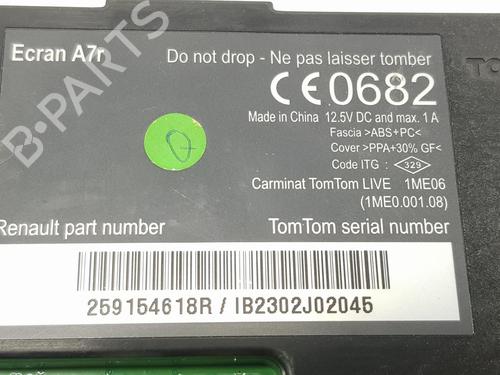 Ecran A7r
Do not drop - Ne pas laisser tomber
CE0682
Made in China 12.5V DC and max. 1 A
Fascia >ABS+PC<
Cover >PPA+30% GF<
Code ITG : 329
Carminat TomTom LIVE 1ME06
(1ME0.001.08)
Renault part number
TomTom serial number
259154618R / IB2302J02045
B-PARTS